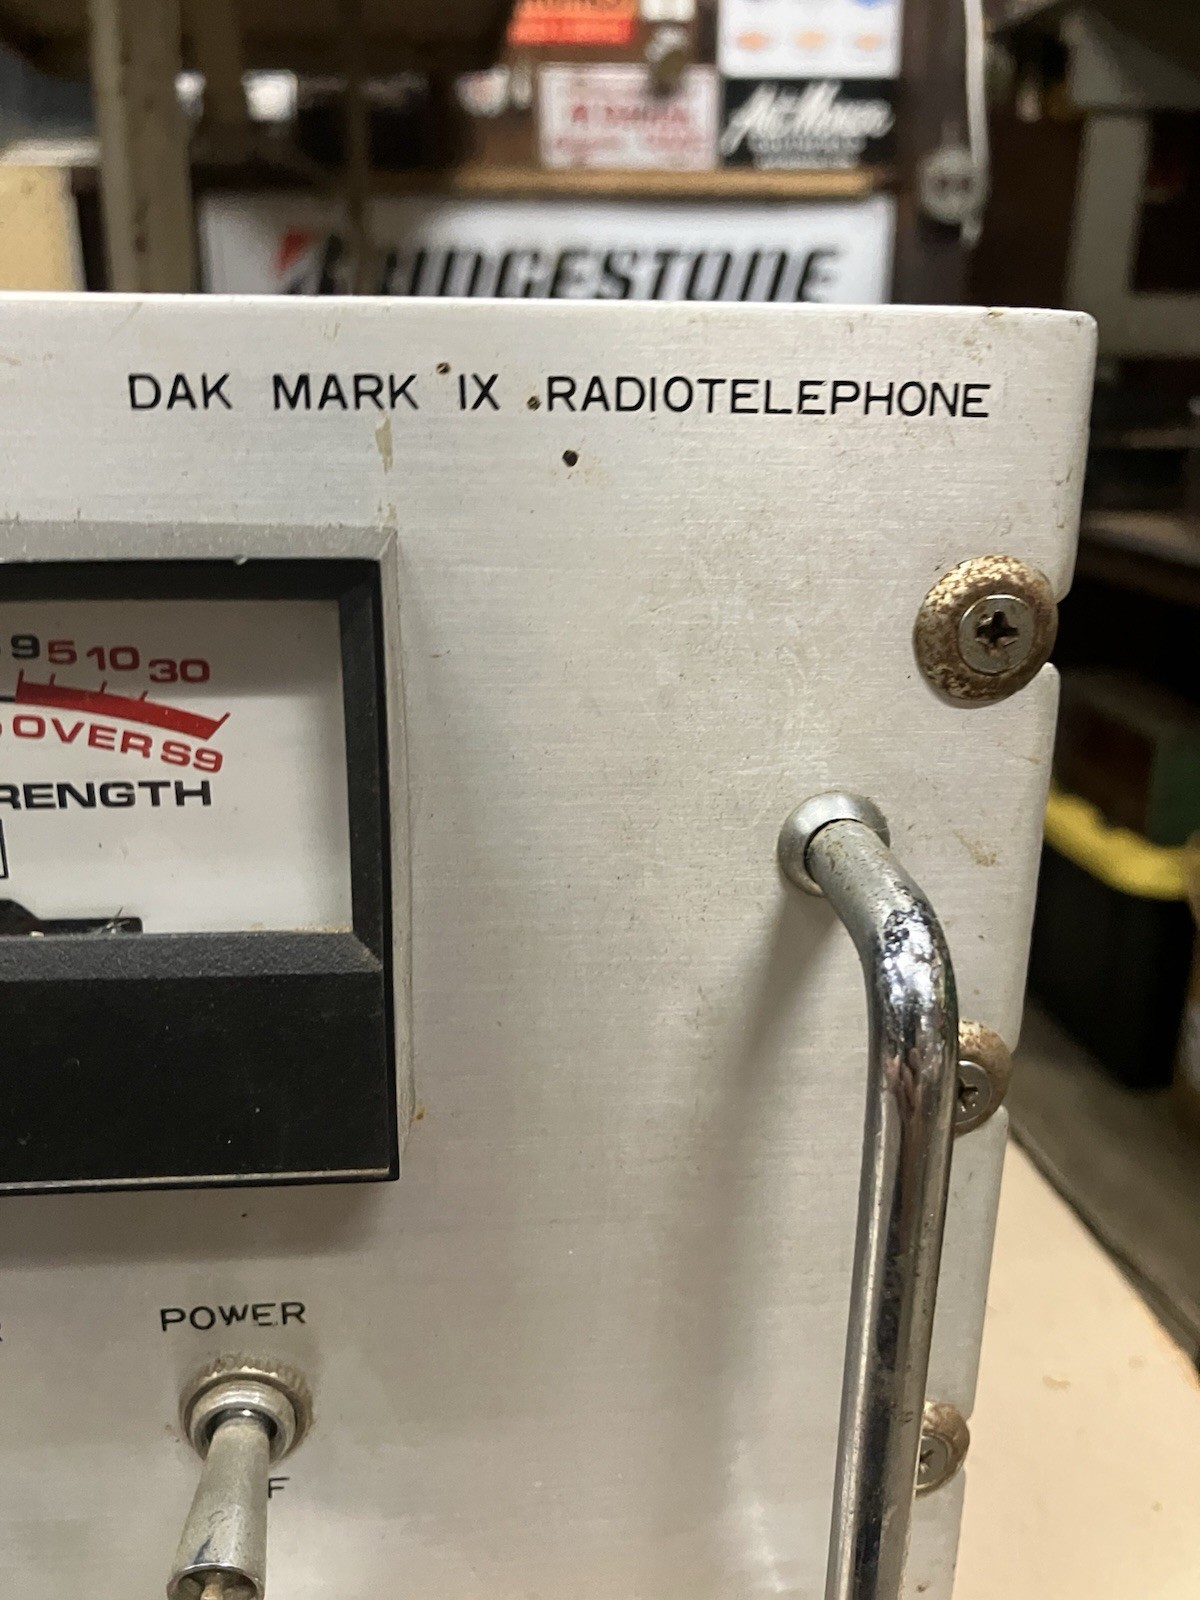 BRIDGESTONE
DAK MARK IX RADIOTELEPHONE
9 5 10 30
OVER S9
RENGTH
POWER
F